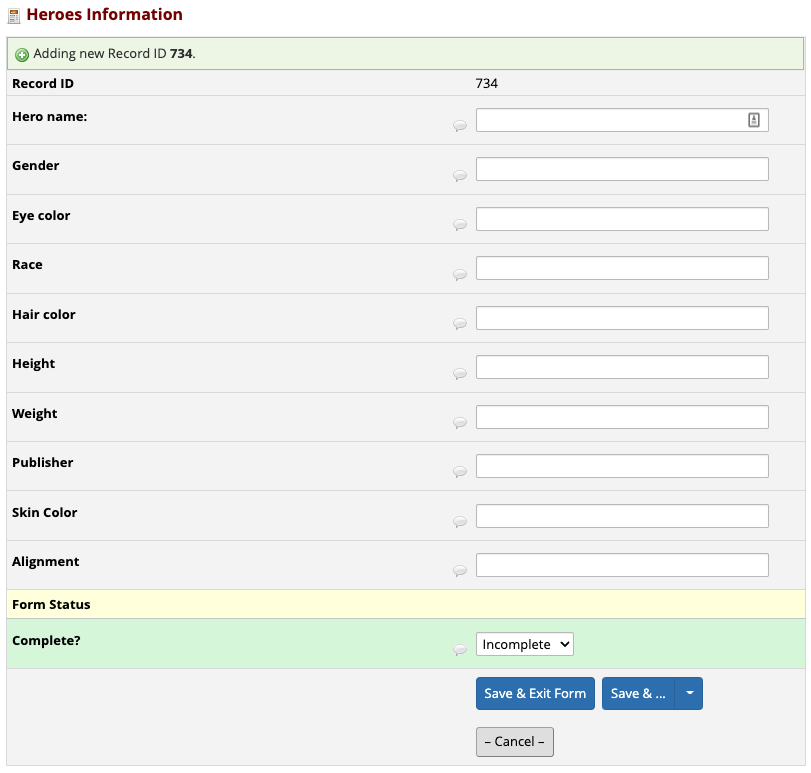 Heroes Information
Adding new Record ID 734.
Record ID 734
Hero name:
Gender
Eye color
Race
Hair color
Height
Weight
Publisher
Skin Color
Alignment
Form Status
Complete? Incomplete
Save & Exit Form Save & ...
– Cancel –